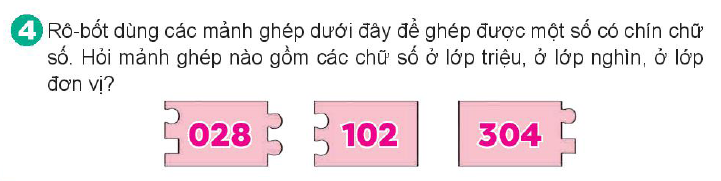 4 Rô-bốt dùng các mảnh ghép dưới đây để ghép được một số có chín chữ
số. Hỏi mảnh ghép nào gồm các chữ số ở lớp triệu, ở lớp nghìn, ở lớp
đơn vị?
028 102 304